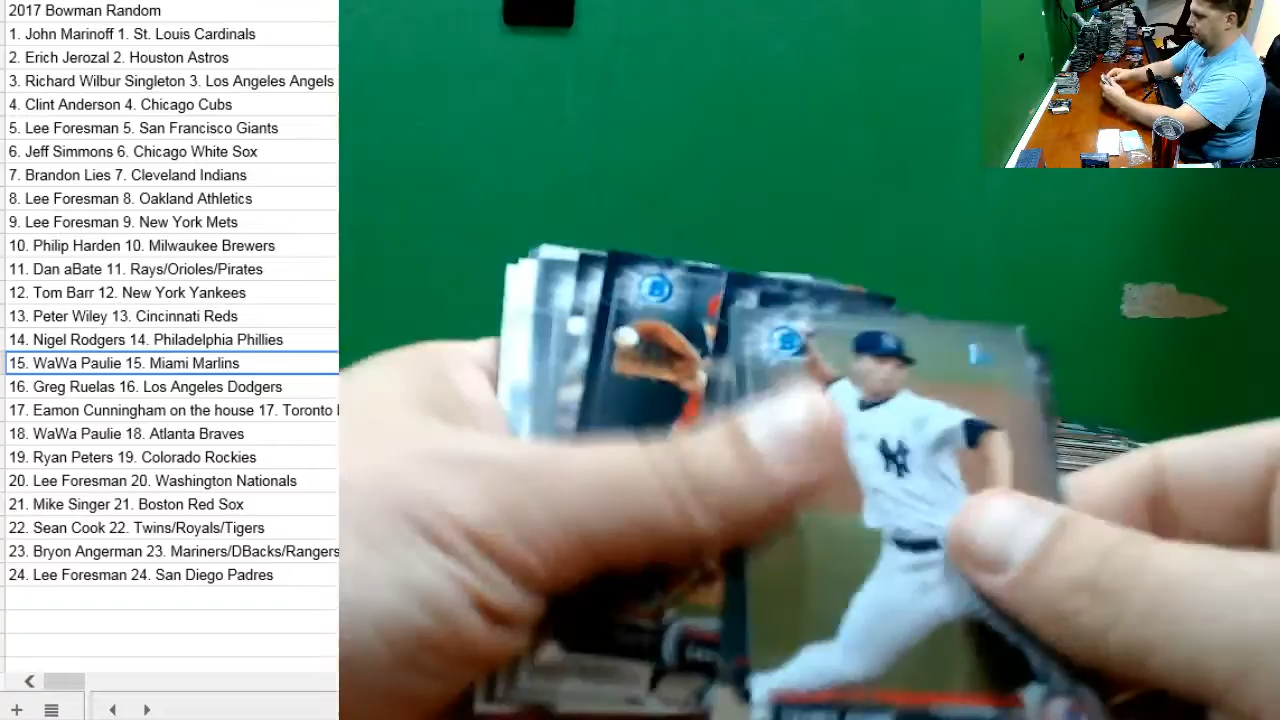 2017 Bowman Random
1. John Marinoff 1. St. Louis Cardinals
2. Erich Jerozal 2. Houston Astros
3. Richard Wilbur Singleton 3. Los Angeles Angels
4. Clint Anderson 4. Chicago Cubs
5. Lee Foresman 5. San Francisco Giants
6. Jeff Simmons 6. Chicago White Sox
7. Brandon Lies 7. Cleveland Indians
8. Lee Foresman 8. Oakland Athletics
9. Lee Foresman 9. New York Mets
10. Philip Harden 10. Milwaukee Brewers
11. Dan aBate 11. Rays/Orioles/Pirates
12. Tom Barr 12. New York Yankees
13. Peter Wiley 13. Cincinnati Reds
14. Nigel Rodgers 14. Philadelphia Phillies
15. WaWa Paulie 15. Miami Marlins
16. Greg Ruelas 16. Los Angeles Dodgers
17. Eamon Cunningham on the house 17. Toronto
18. WaWa Paulie 18. Atlanta Braves
19. Ryan Peters 19. Colorado Rockies
20. Lee Foresman 20. Washington Nationals
21. Mike Singer 21. Boston Red Sox
22. Sean Cook 22. Twins/Royals/Tigers
23. Bryon Angerman 23. Mariners/DBacks/Rangers
24. Lee Foresman 24. San Diego Padres
NY